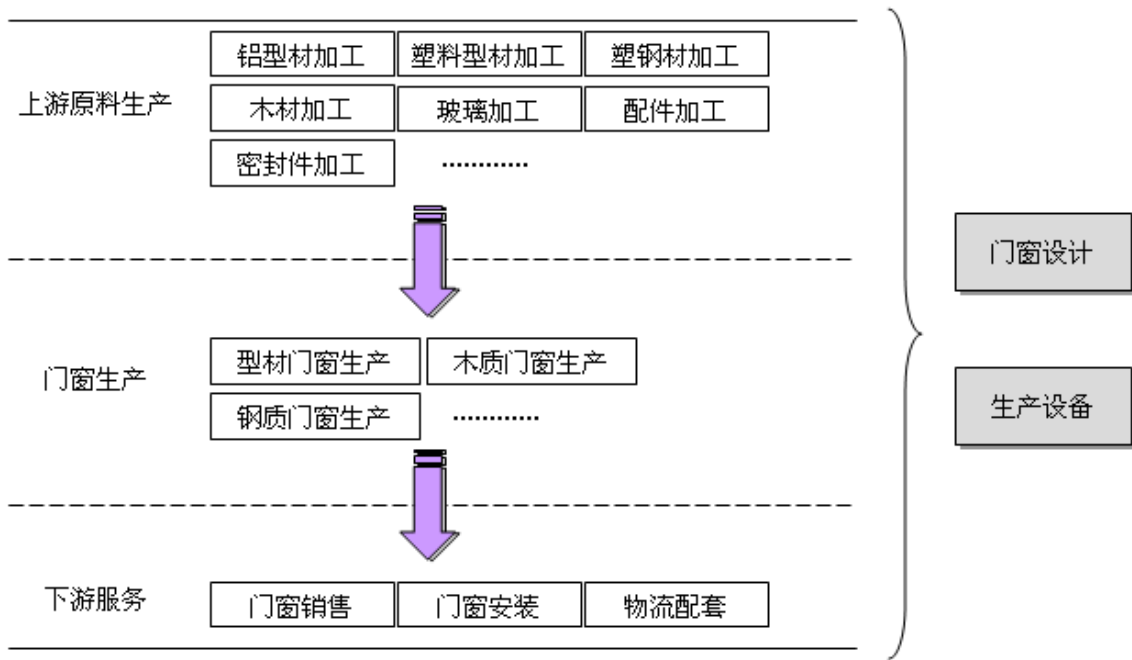 铝型材加工 塑料型材加工 塑钢材加工
上游原料生产 木材加工 玻璃加工 配件加工
密封件加工 …………
门窗设计
型材门窗生产 木质门窗生产
门窗生产
钢质门窗生产 …………
生产设备
下游服务 门窗销售 门窗安装 物流配套